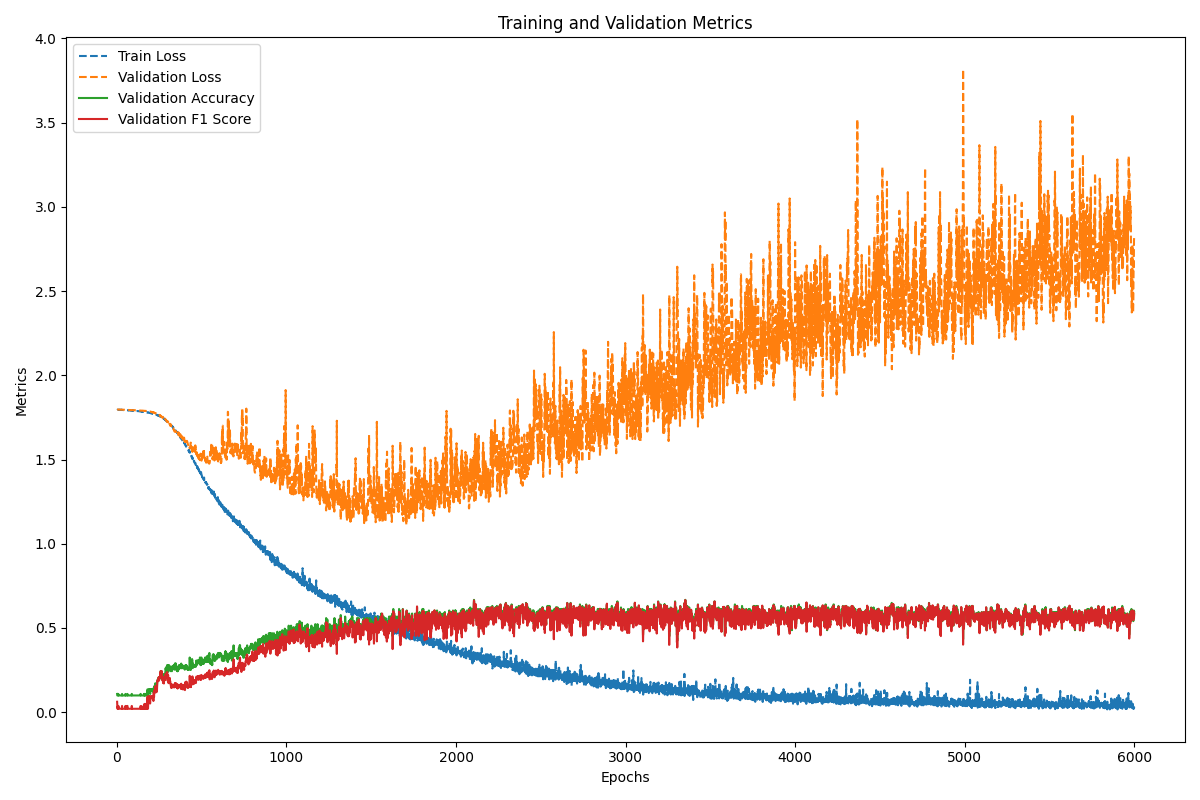 Training and Validation Metrics
Train Loss
Validation Loss
Validation Accuracy
Validation F1 Score
Metrics
4.0
3.5
3.0
2.5
2.0
1.5
1.0
0.5
0.0
0 1000 2000 3000 4000 5000 6000
Epochs